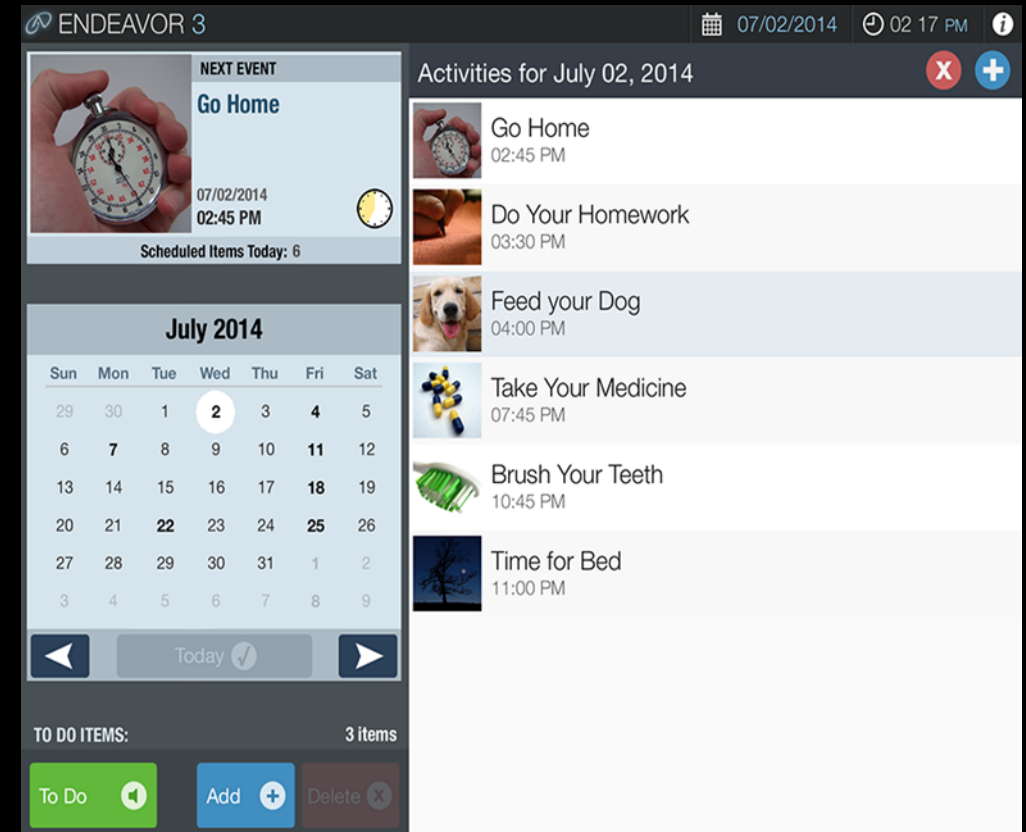 ENDEAVOR 3
07/02/2014
02 17 PM
i
NEXT EVENT
Go Home
07/02/2014
02:45 PM
Scheduled Items Today: 6
July 2014
Sun Mon Tue Wed Thu Fri Sat
29 30 1 2 3 4 5
6 7 8 9 10 11 12
13 14 15 16 17 18 19
20 21 22 23 24 25 26
27 28 29 30 31 1 2
3 4 5 6 7 8 9
Today
TO DO ITEMS: 3 items
To Do
Add
Delete
Activities for July 02, 2014
Go Home
02:45 PM
Do Your Homework
03:30 PM
Feed your Dog
04:00 PM
Take Your Medicine
07:45 PM
Brush Your Teeth
10:45 PM
Time for Bed
11:00 PM